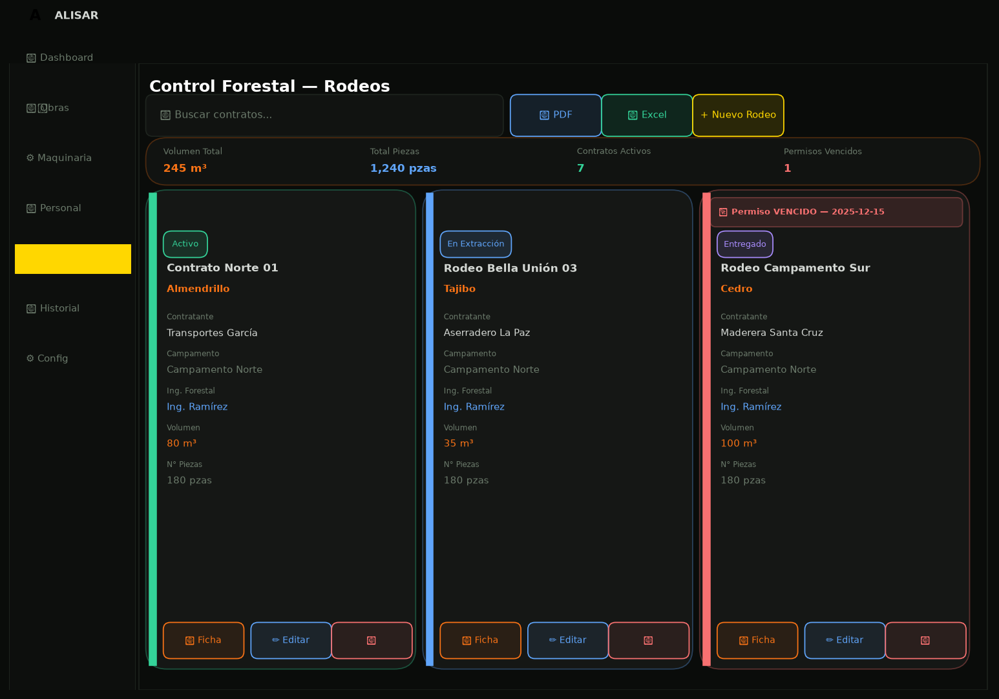 A ALISAR
Dashboard
Obras
⚙ Maquinaria
Personal
Historial
⚙ Config
Control Forestal — Rodeos
Buscar contratos...
PDF
Excel
+ Nuevo Rodeo
Volumen Total
245 m³
Total Piezas
1,240 pzas
Contratos Activos
7
Permisos Vencidos
1
Activo
Contrato Norte 01
Almendrillo
Contratante
Transportes García
Campamento
Campamento Norte
Ing. Forestal
Ing. Ramírez
Volumen
80 m³
N° Piezas
180 pzas
Ficha
✏ Editar
En Extracción
Rodeo Bella Unión 03
Tajibo
Contratante
Aserradero La Paz
Campamento
Campamento Norte
Ing. Forestal
Ing. Ramírez
Volumen
35 m³
N° Piezas
180 pzas
Ficha
✏ Editar
Permiso VENCIDO — 2025-12-15
Entregado
Rodeo Campamento Sur
Cedro
Contratante
Maderera Santa Cruz
Campamento
Campamento Norte
Ing. Forestal
Ing. Ramírez
Volumen
100 m³
N° Piezas
180 pzas
Ficha
✏ Editar